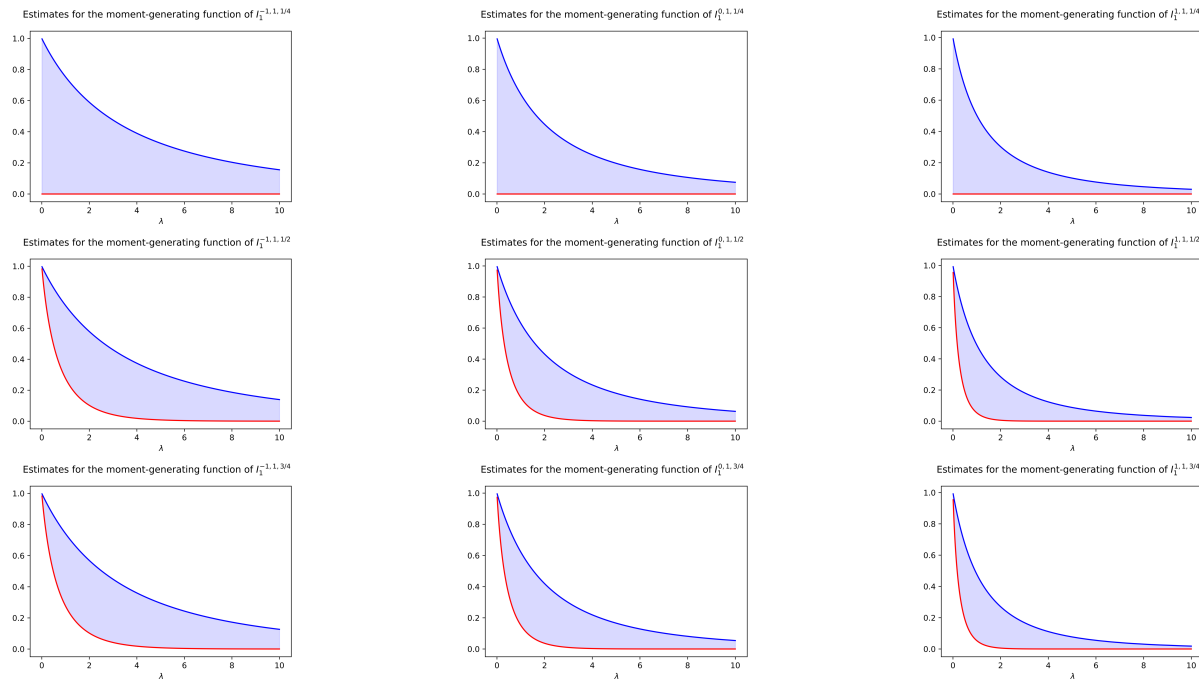 Estimates for the moment-generating function of $I_1^{-1,1,1/4}$
Estimates for the moment-generating function of $I_1^{0,1,1/4}$
Estimates for the moment-generating function of $I_1^{1,1,1/4}$
1.0
0.8
0.6
0.4
0.2
0.0
0 2 4 6 8 10
λ
1.0
0.8
0.6
0.4
0.2
0.0
0 2 4 6 8 10
λ
1.0
0.8
0.6
0.4
0.2
0.0
0 2 4 6 8 10
λ
Estimates for the moment-generating function of $I_1^{-1,1,1/2}$
Estimates for the moment-generating function of $I_1^{0,1,1/2}$
Estimates for the moment-generating function of $I_1^{1,1,1/2}$
1.0
0.8
0.6
0.4
0.2
0.0
0 2 4 6 8 10
λ
1.0
0.8
0.6
0.4
0.2
0.0
0 2 4 6 8 10
λ
1.0
0.8
0.6
0.4
0.2
0.0
0 2 4 6 8 10
λ
Estimates for the moment-generating function of $I_1^{-1,1,3/4}$
Estimates for the moment-generating function of $I_1^{0,1,3/4}$
Estimates for the moment-generating function of $I_1^{1,1,3/4}$
1.0
0.8
0.6
0.4
0.2
0.0
0 2 4 6 8 10
λ
1.0
0.8
0.6
0.4
0.2
0.0
0 2 4 6 8 10
λ
1.0
0.8
0.6
0.4
0.2
0.0
0 2 4 6 8 10
λ